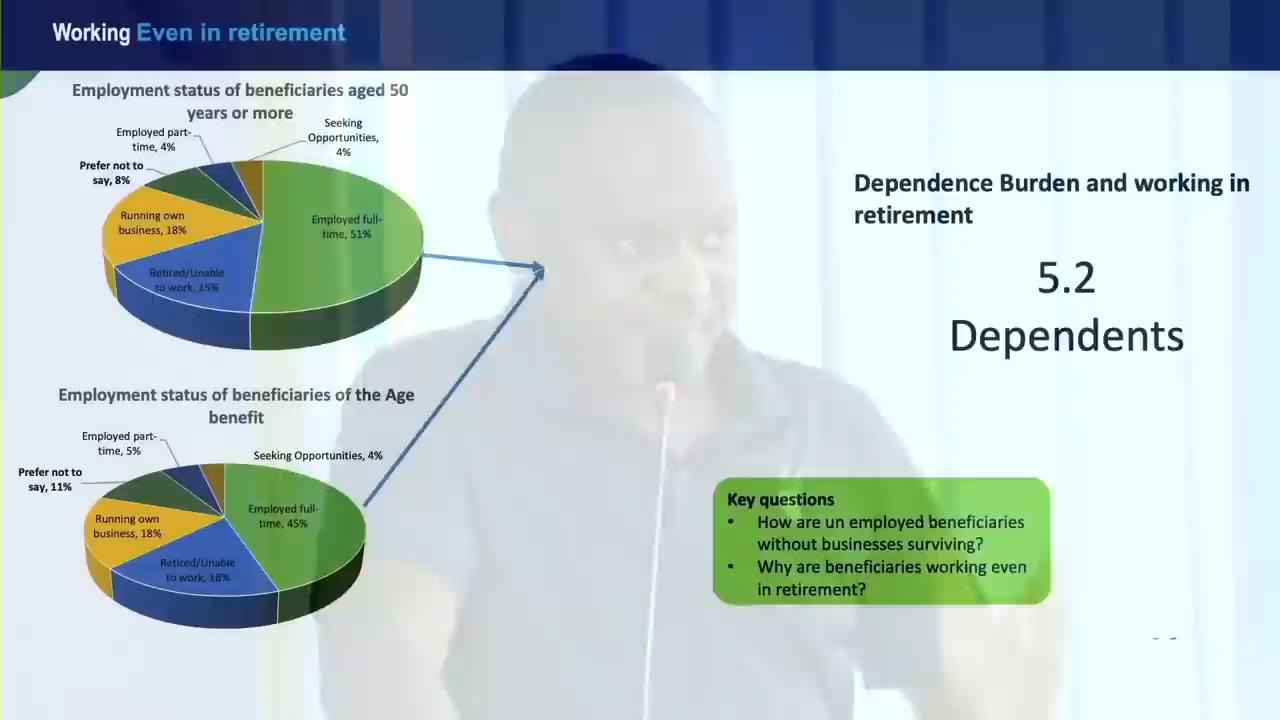 Working Even in retirement
Employment status of beneficiaries aged 50
years or more
Seeking
Opportunities,
4%
Employed part-
time, 4%
Prefer not to
say, 8%
Running own
business, 18%
Employed full-
time, 51%
Retired/Unable
to work, 15%
Dependence Burden and working in
retirement
5.2
Dependents
Employment status of beneficiaries of the Age
benefit
Employed part-
time, 5%
Seeking Opportunities, 4%
Prefer not to
say, 11%
Running own
business, 18%
Employed full-
time, 45%
Retired/Unable
to work, 18%
Key questions
• How are un employed beneficiaries
without businesses surviving?
• Why are beneficiaries working even
in retirement?